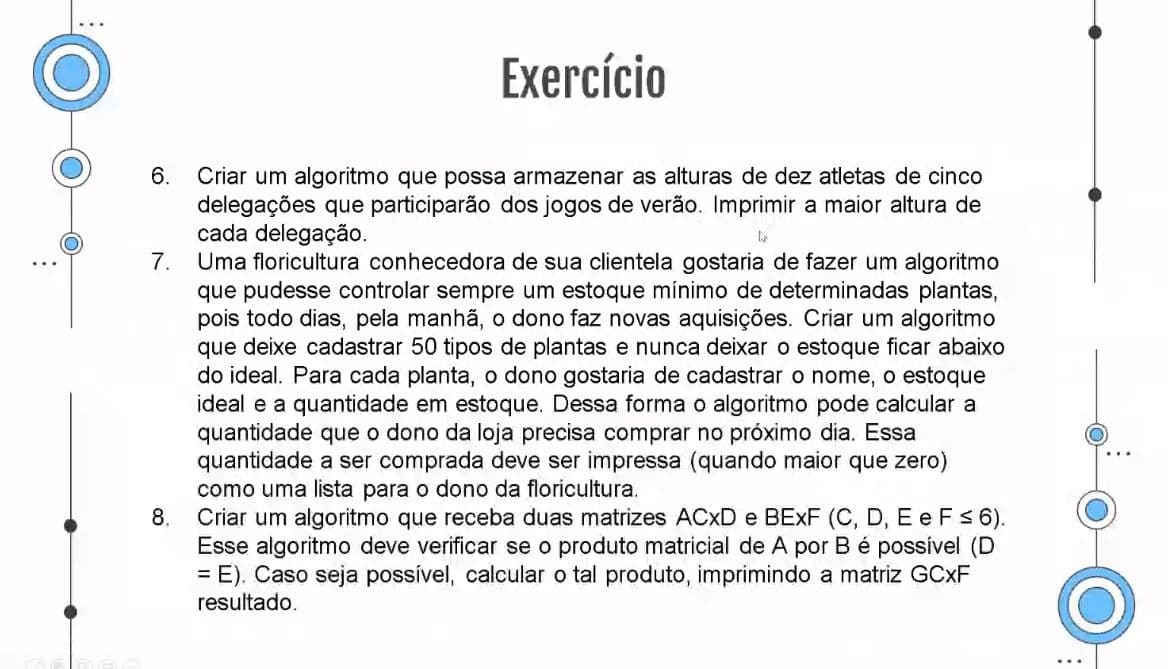 Exercício
6. Criar um algoritmo que possa armazenar as alturas de dez atletas de cinco
delegações que participarão dos jogos de verão. Imprimir a maior altura de
cada delegação.
7. Uma floricultura conhecedora de sua clientela gostaria de fazer um algoritmo
que pudesse controlar sempre um estoque mínimo de determinadas plantas,
pois todo dias, pela manhã, o dono faz novas aquisições. Criar um algoritmo
que deixe cadastrar 50 tipos de plantas e nunca deixar o estoque ficar abaixo
do ideal. Para cada planta, o dono gostaria de cadastrar o nome, o estoque
ideal e a quantidade em estoque. Dessa forma o algoritmo pode calcular a
quantidade que o dono da loja precisa comprar no próximo dia. Essa
quantidade a ser comprada deve ser impressa (quando maior que zero)
como uma lista para o dono da floricultura.
8. Criar um algoritmo que receba duas matrizes ACxD e BExF (C, D, E e F ≤ 6).
Esse algoritmo deve verificar se o produto matricial de A por B é possível (D
= E). Caso seja possível, calcular o tal produto, imprimindo a matriz GCxF
resultado.